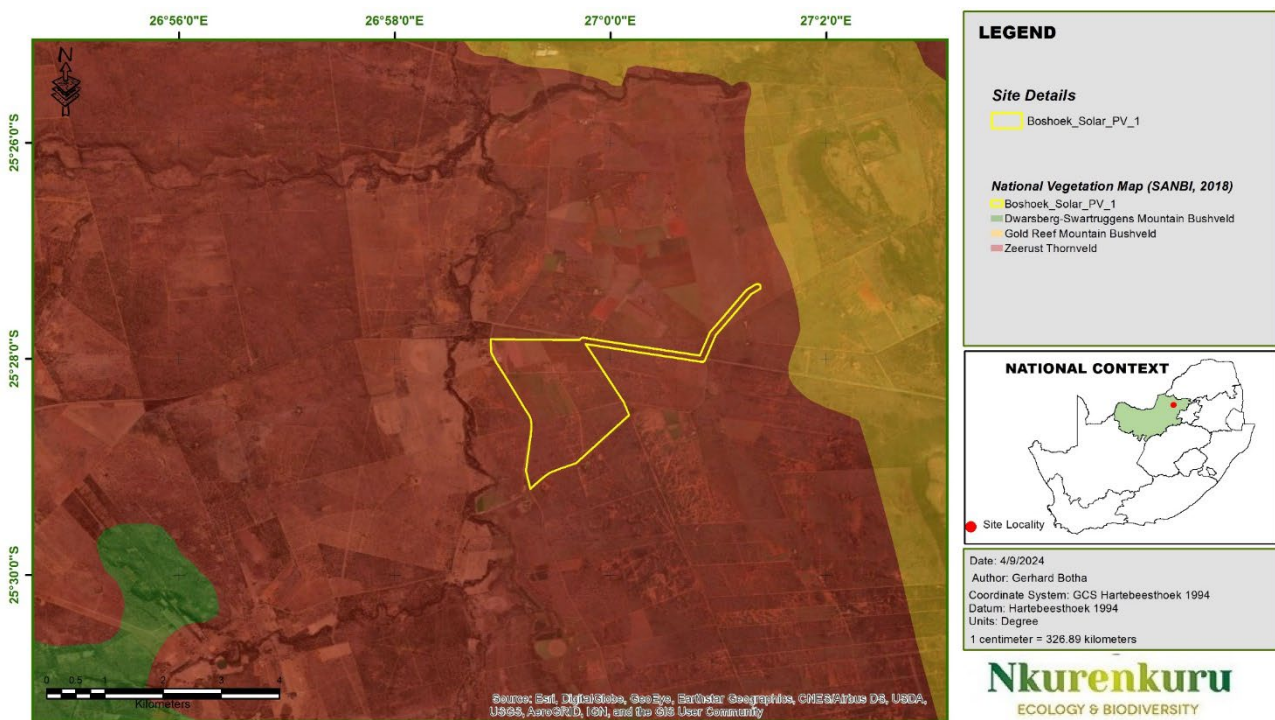 26°56'0"E
26°58'0"E
27°0'0"E
27°2'0"E
N
25°26'0"S
25°28'0"S
25°30'0"S
0 0.5 1 2 3 4
Kilometers
Source: Esri, DigitalGlobe, GeoEye, Earthstar Geographics, CNES/Airbus DS, USDA,
USGS, AeroGRID, IGN, and the GIS User Community
LEGEND
Site Details
Boshoek_Solar_PV_1
National Vegetation Map (SANBI, 2018)
Boshoek_Solar_PV_1
Dwarsberg-Swartruggens Mountain Bushveld
Gold Reef Mountain Bushveld
Zeerust Thornveld
NATIONAL CONTEXT
Site Locality
Date: 4/9/2024
Author: Gerhard Botha
Coordinate System: GCS Hartebeesthoek 1994
Datum: Hartebeesthoek 1994
Units: Degree
1 centimeter = 326.89 kilometers
Nkurenkuru
ECOLOGY & BIODIVERSITY